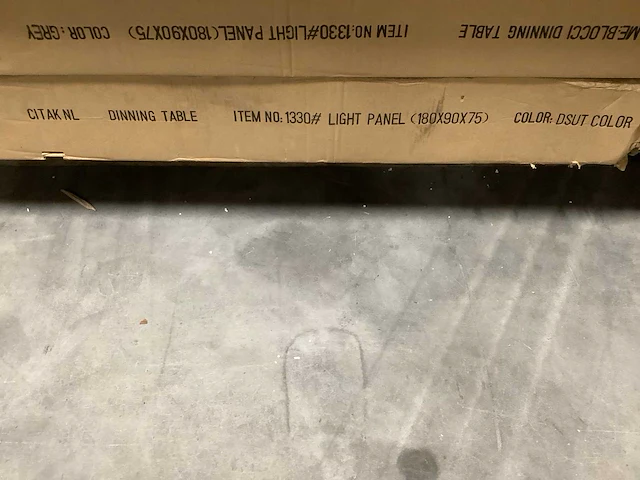 MEBLOCCI DINNING TABLE ITEM NO:1330#LIGHT PANEL(180X90X75) COLOR:GREY
CITAK NL DINNING TABLE ITEM NO: 1330# LIGHT PANEL (180X90X75) COLOR: DSUT COLOR